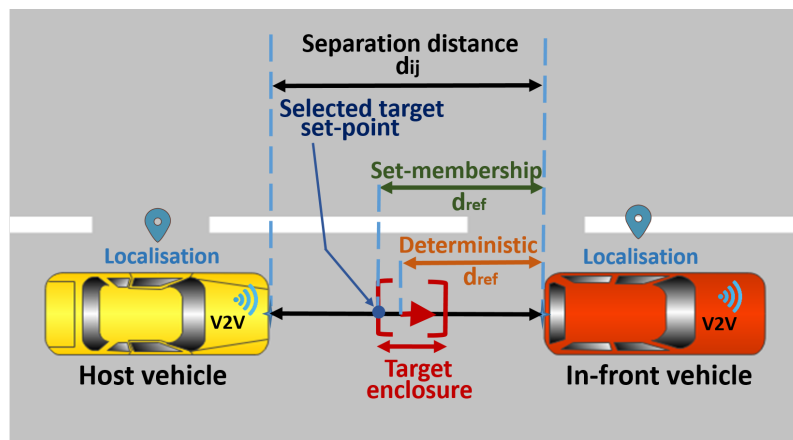 Separation distance
dij
Selected target
set-point
Set-membership
dref
Localisation
Deterministic
dref
Localisation
V2V
V2V
Target
enclosure
Host vehicle
In-front vehicle